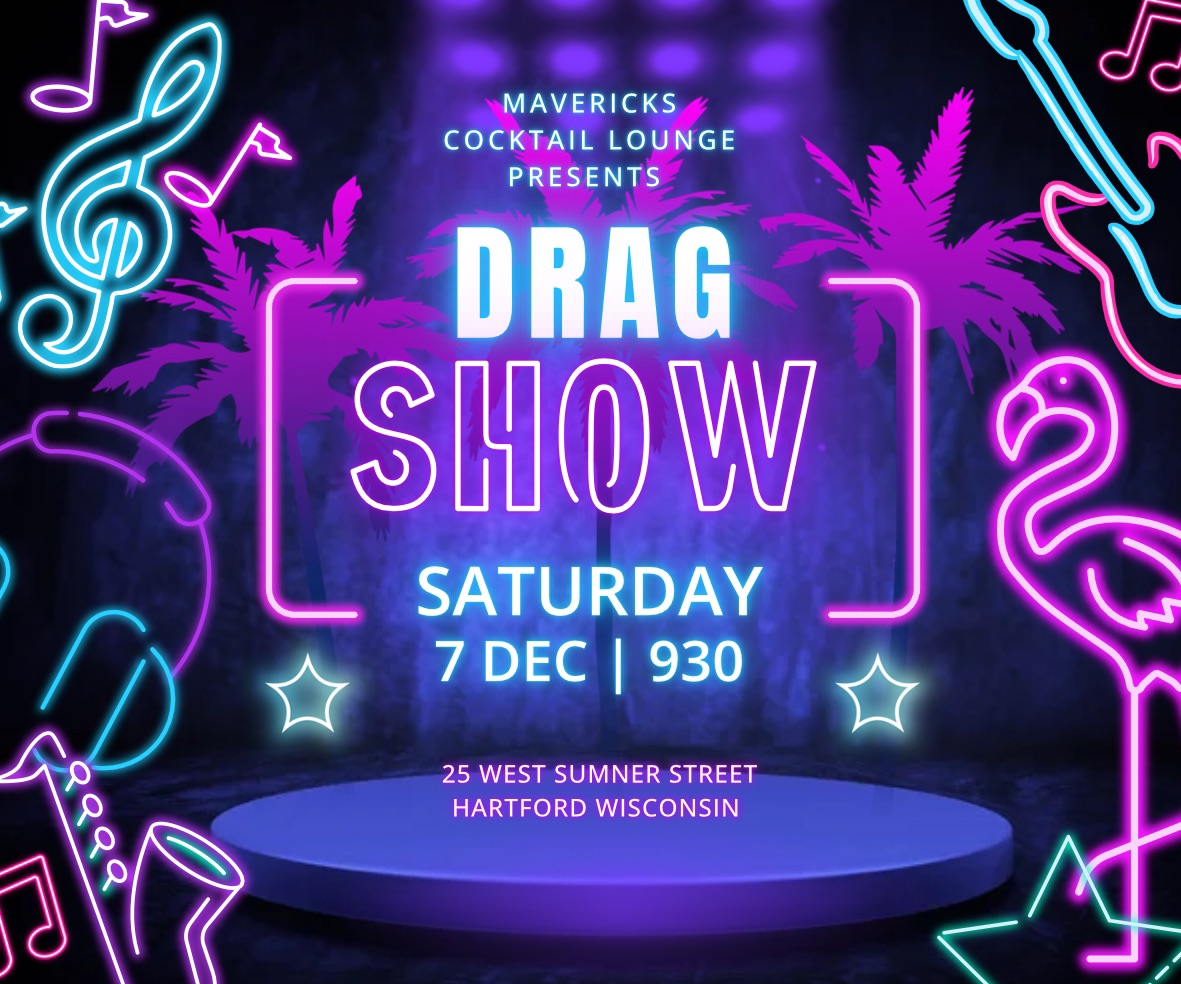 MAVERICKS
COCKTAIL LOUNGE
PRESENTS
DRAG
SHOW
SATURDAY
7 DEC | 930
25 WEST SUMNER STREET
HARTFORD WISCONSIN